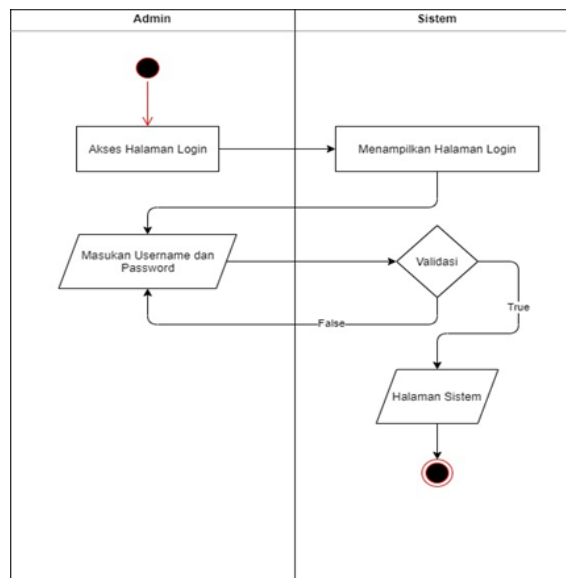 Admin
Sistem
Akses Halaman Login
Menampilkan Halaman Login
Masukan Username dan
Password
Validasi
False
True
Halaman Sistem